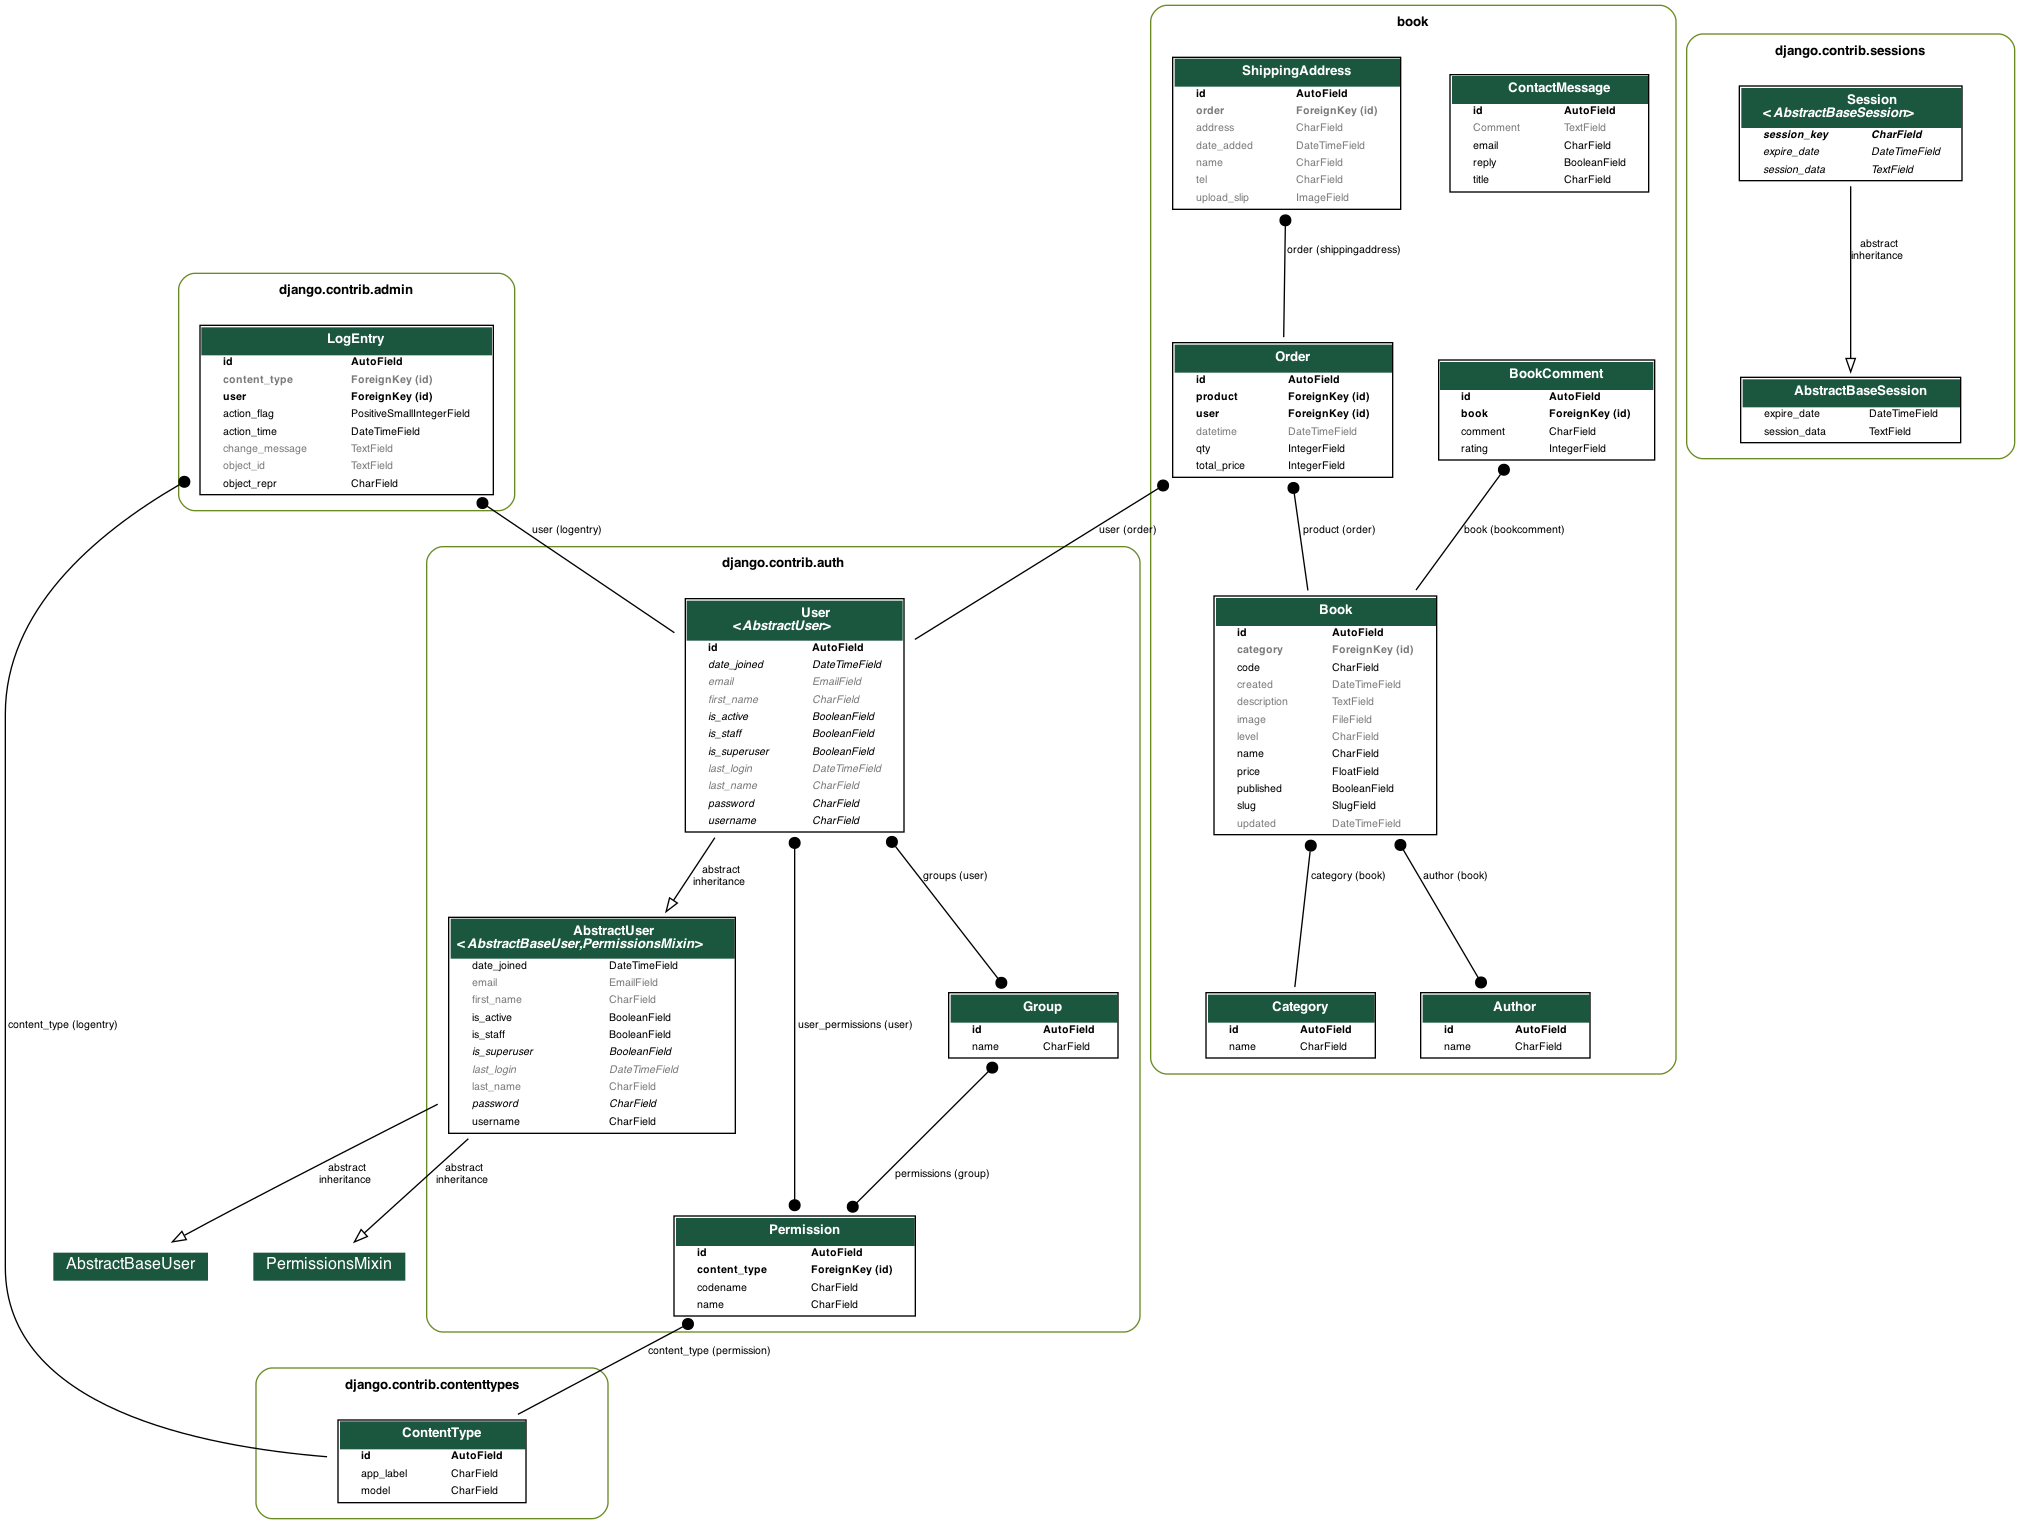 book
ShippingAddress
id AutoField
order ForeignKey (id)
address CharField
date_added DateTimeField
name CharField
tel CharField
upload_slip ImageField
ContactMessage
id AutoField
Comment TextField
email CharField
reply BooleanField
title CharField
order (shippingaddress)
Order
id AutoField
product ForeignKey (id)
user ForeignKey (id)
datetime DateTimeField
qty IntegerField
total_price IntegerField
BookComment
id AutoField
book ForeignKey (id)
comment CharField
rating IntegerField
user (order)
product (order)
book (bookcomment)
Book
id AutoField
category ForeignKey (id)
code CharField
created DateTimeField
description TextField
image FileField
level CharField
name CharField
price FloatField
published BooleanField
slug SlugField
updated DateTimeField
category (book)
author (book)
Category
id AutoField
name CharField
Author
id AutoField
name CharField
django.contrib.sessions
Session
<AbstractBaseSession>
session_key CharField
expire_date DateTimeField
session_data TextField
abstract
inheritance
AbstractBaseSession
expire_date DateTimeField
session_data TextField
django.contrib.admin
LogEntry
id AutoField
content_type ForeignKey (id)
user ForeignKey (id)
action_flag PositiveSmallIntegerField
action_time DateTimeField
change_message TextField
object_id TextField
object_repr CharField
user (logentry)
content_type (logentry)
django.contrib.auth
User
<AbstractUser>
id AutoField
date_joined DateTimeField
email EmailField
first_name CharField
is_active BooleanField
is_staff BooleanField
is_superuser BooleanField
last_login DateTimeField
last_name CharField
password CharField
username CharField
abstract
inheritance
groups (user)
AbstractUser
<AbstractBaseUser,PermissionsMixin>
date_joined DateTimeField
email EmailField
first_name CharField
is_active BooleanField
is_staff BooleanField
is_superuser BooleanField
last_login DateTimeField
last_name CharField
password CharField
username CharField
user_permissions (user)
Group
id AutoField
name CharField
abstract
inheritance
abstract
inheritance
permissions (group)
AbstractBaseUser
PermissionsMixin
Permission
id AutoField
content_type ForeignKey (id)
codename CharField
name CharField
content_type (permission)
django.contrib.contenttypes
ContentType
id AutoField
app_label CharField
model CharField